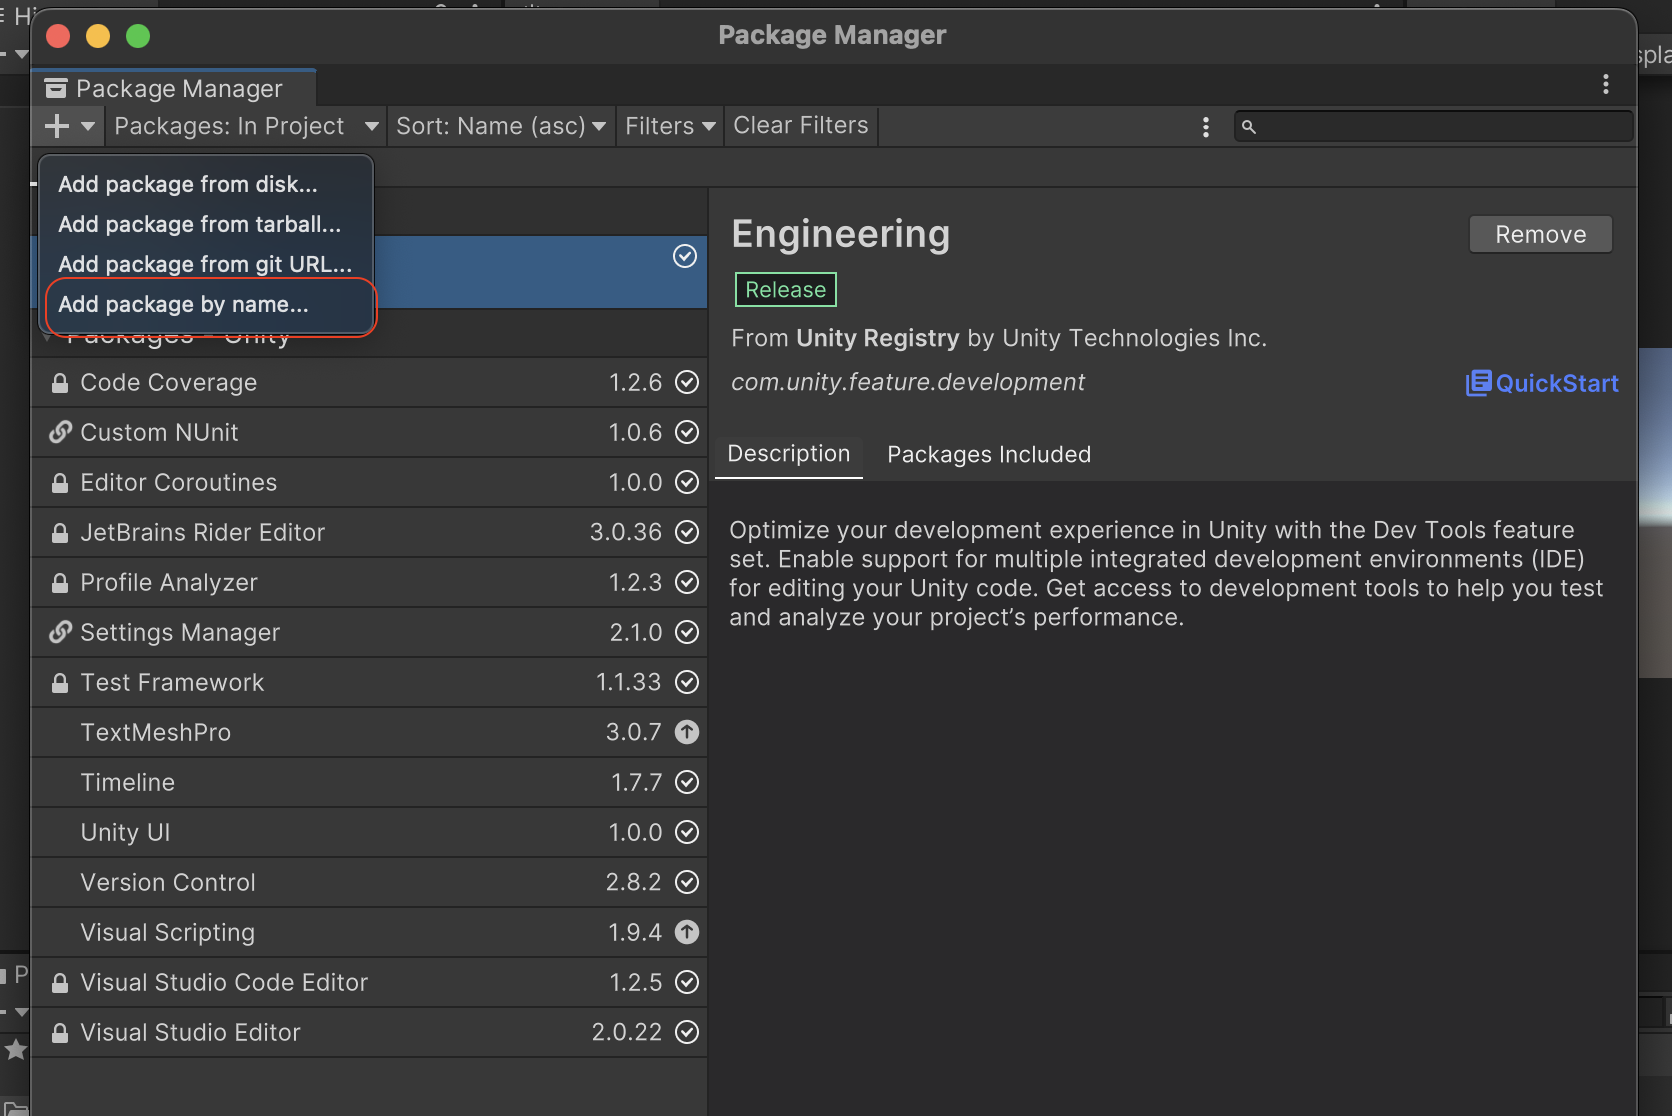 Hi
Package Manager
Package Manager
Packages: In Project
Sort: Name (asc)
Filters
Clear Filters
Add package from disk...
Add package from tarball...
Add package from git URL...
Add package by name...
Packages - Unity
Code Coverage 1.2.6
Custom NUnit 1.0.6
Editor Coroutines 1.0.0
JetBrains Rider Editor 3.0.36
Profile Analyzer 1.2.3
Settings Manager 2.1.0
Test Framework 1.1.33
TextMeshPro 3.0.7
Timeline 1.7.7
Unity UI 1.0.0
Version Control 2.8.2
Visual Scripting 1.9.4
Visual Studio Code Editor 1.2.5
Visual Studio Editor 2.0.22
Engineering
Remove
Release
From Unity Registry by Unity Technologies Inc.
com.unity.feature.development
QuickStart
Description
Packages Included
Optimize your development experience in Unity with the Dev Tools feature
set. Enable support for multiple integrated development environments (IDE)
for editing your Unity code. Get access to development tools to help you test
and analyze your project’s performance.
spla
P